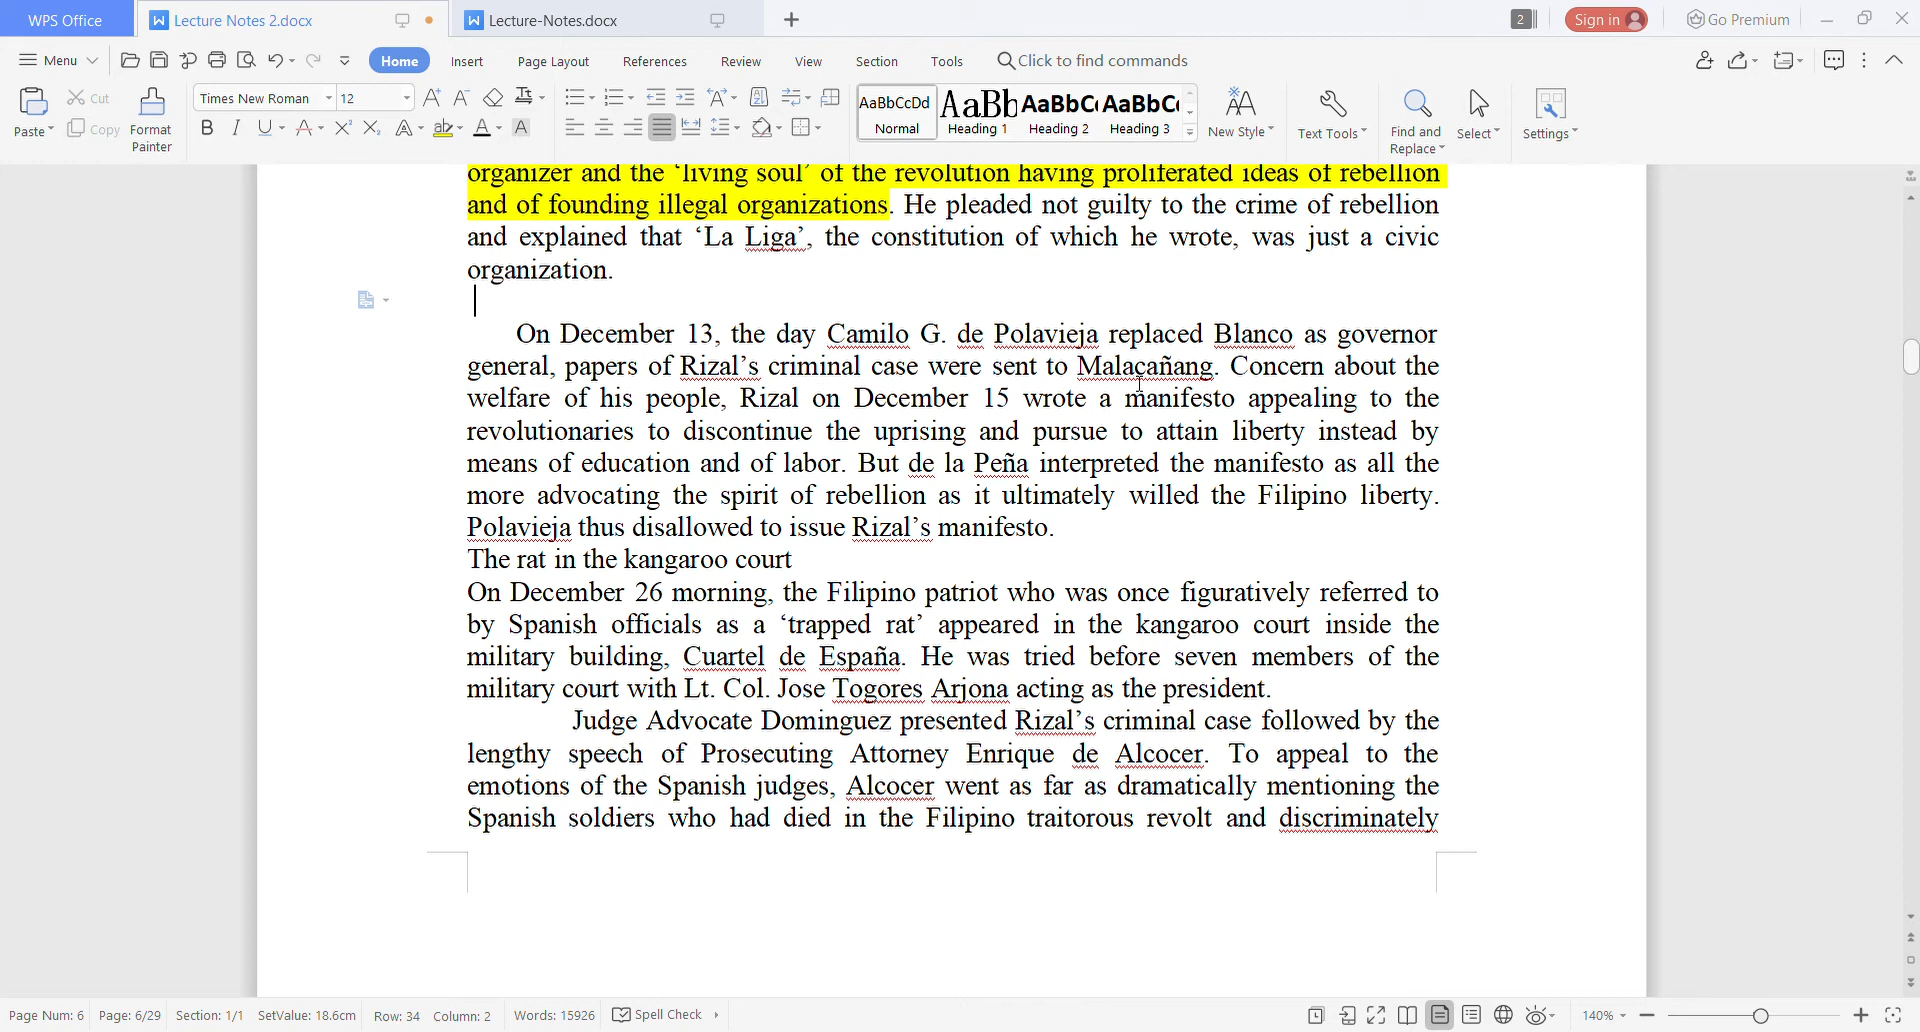 WPS Office
Lecture Notes 2.docx
Lecture-Notes.docx
2
Sign in
Go Premium
Menu
Home
Insert
Page Layout
References
Review
View
Section
Tools
Click to find commands
Paste
Cut
Copy
Format Painter
Times New Roman
12
AaBbCcDd
Normal
AaBb
Heading 1
AaBbC
Heading 2
AaBbC
Heading 3
New Style
Text Tools
Find and Replace
Select
Settings
organizer and the ‘living soul’ of the revolution having proliferated ideas of rebellion
and of founding illegal organizations. He pleaded not guilty to the crime of rebellion
and explained that ‘La Liga’, the constitution of which he wrote, was just a civic
organization.
On December 13, the day Camilo G. de Polavieja replaced Blanco as governor
general, papers of Rizal’s criminal case were sent to Malacañang. Concern about the
welfare of his people, Rizal on December 15 wrote a manifesto appealing to the
revolutionaries to discontinue the uprising and pursue to attain liberty instead by
means of education and of labor. But de la Peña interpreted the manifesto as all the
more advocating the spirit of rebellion as it ultimately willed the Filipino liberty.
Polavieja thus disallowed to issue Rizal’s manifesto.
The rat in the kangaroo court
On December 26 morning, the Filipino patriot who was once figuratively referred to
by Spanish officials as a ‘trapped rat’ appeared in the kangaroo court inside the
military building, Cuartel de España. He was tried before seven members of the
military court with Lt. Col. Jose Togores Arjona acting as the president.
Judge Advocate Dominguez presented Rizal’s criminal case followed by the
lengthy speech of Prosecuting Attorney Enrique de Alcocer. To appeal to the
emotions of the Spanish judges, Alcocer went as far as dramatically mentioning the
Spanish soldiers who had died in the Filipino traitorous revolt and discriminately
Page Num: 6
Page: 6/29
Section: 1/1
SetValue: 18.6cm
Row: 34
Column: 2
Words: 15926
Spell Check
140%